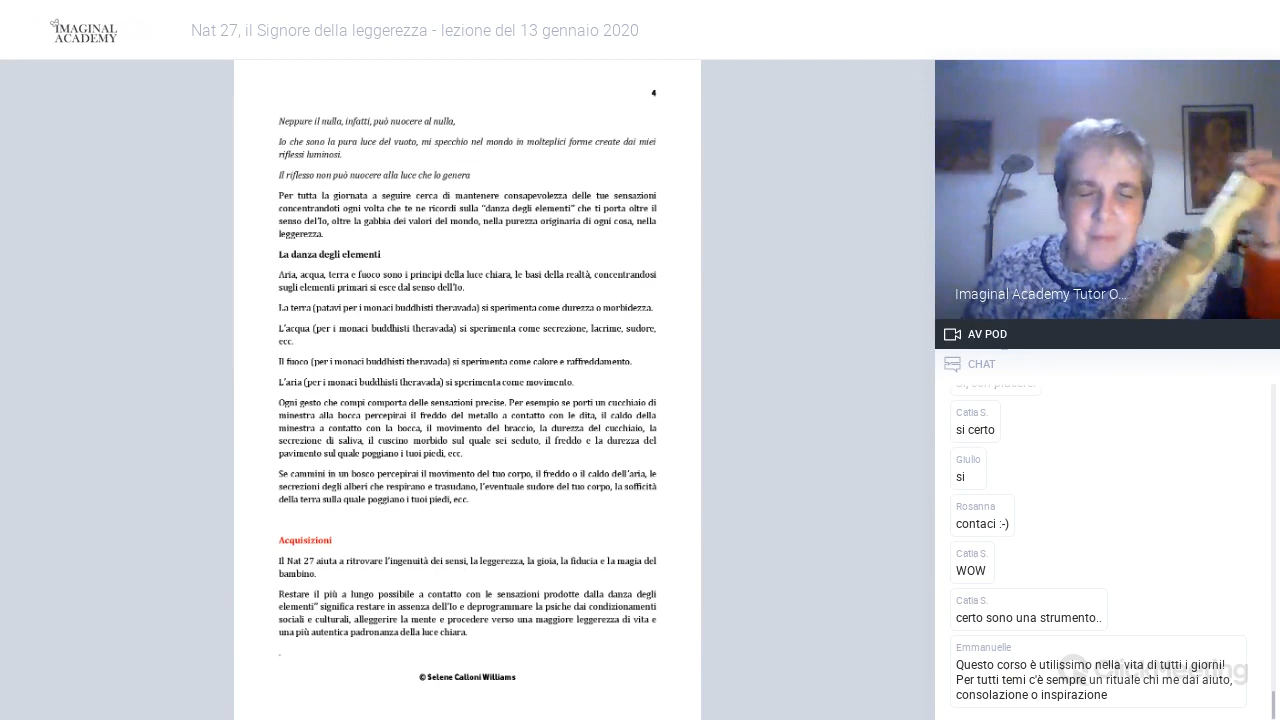 IMAGINAL
ACADEMY
Nat 27, il Signore della leggerezza - lezione del 13 gennaio 2020
4
Neppure il nulla, infatti, può nuocere al nulla,
Io che sono la pura luce del vuoto, mi specchio nel mondo in molteplici forme create dai miei
riflessi luminosi.
Il riflesso non può nuocere alla luce che lo genera
Per tutta la giornata a seguire cerca di mantenere consapevolezza delle tue sensazioni
concentrandoti ogni volta che te ne ricordi sulla “danza degli elementi” che ti porta oltre il
senso del’Io, oltre la gabbia dei valori del mondo, nella purezza originaria di ogni cosa, nella
leggerezza.
La danza degli elementi
Aria, acqua, terra e fuoco sono i principi della luce chiara, le basi della realtà, concentrandosi
sugli elementi primari si esce dal senso dell’Io.
La terra (patavi per i monaci buddhisti theravada) si sperimenta come durezza o morbidezza.
L’acqua (per i monaci buddhisti theravada) si sperimenta come secrezione, lacrime, sudore,
ecc.
Il fuoco (per i monaci buddhisti theravada) si sperimenta come calore e raffreddamento.
L’aria (per i monaci buddhisti theravada) si sperimenta come movimento.
Ogni gesto che compi comporta delle sensazioni precise. Per esempio se porti un cucchiaio di
minestra alla bocca percepirai il freddo del metallo a contatto con le dita, il caldo della
minestra a contatto con la bocca, il movimento del braccio, la durezza del cucchiaio, la
secrezione di saliva, il cuscino morbido sul quale sei seduto, il freddo e la durezza del
pavimento sul quale poggiano i tuoi piedi, ecc.
Se cammini in un bosco percepirai il movimento del tuo corpo, il freddo o il caldo dell’aria, le
secrezioni degli alberi che respirano e trasudano, l’eventuale sudore del tuo corpo, la sofficità
della terra sulla quale poggiano i tuoi piedi, ecc.
Acquisizioni
Il Nat 27 aiuta a ritrovare l’ingenuità dei sensi, la leggerezza, la gioia, la fiducia e la magia del
bambino.
Restare il più a lungo possibile a contatto con le sensazioni prodotte dalla danza degli
elementi” significa restare in assenza dell’Io e deprogrammare la psiche dai condizionamenti
sociali e culturali, alleggerire la mente e procedere verso una maggiore leggerezza di vita e
una più autentica padronanza della luce chiara.
.
© Selene Calloni Williams
Imaginal Academy Tutor O...
AV POD
CHAT
Si, con piacere!
Catia S.
si certo
Giulio
si
Rosanna
contaci :-)
Catia S.
WOW
Catia S.
certo sono una strumento..
Emmanuelle
Questo corso è utilissimo nella vita di tutti i giorni!
Per tutti temi c'è sempre un rituale chi me dai aiuto,
consolazione o inspirazione
ClickMeeting